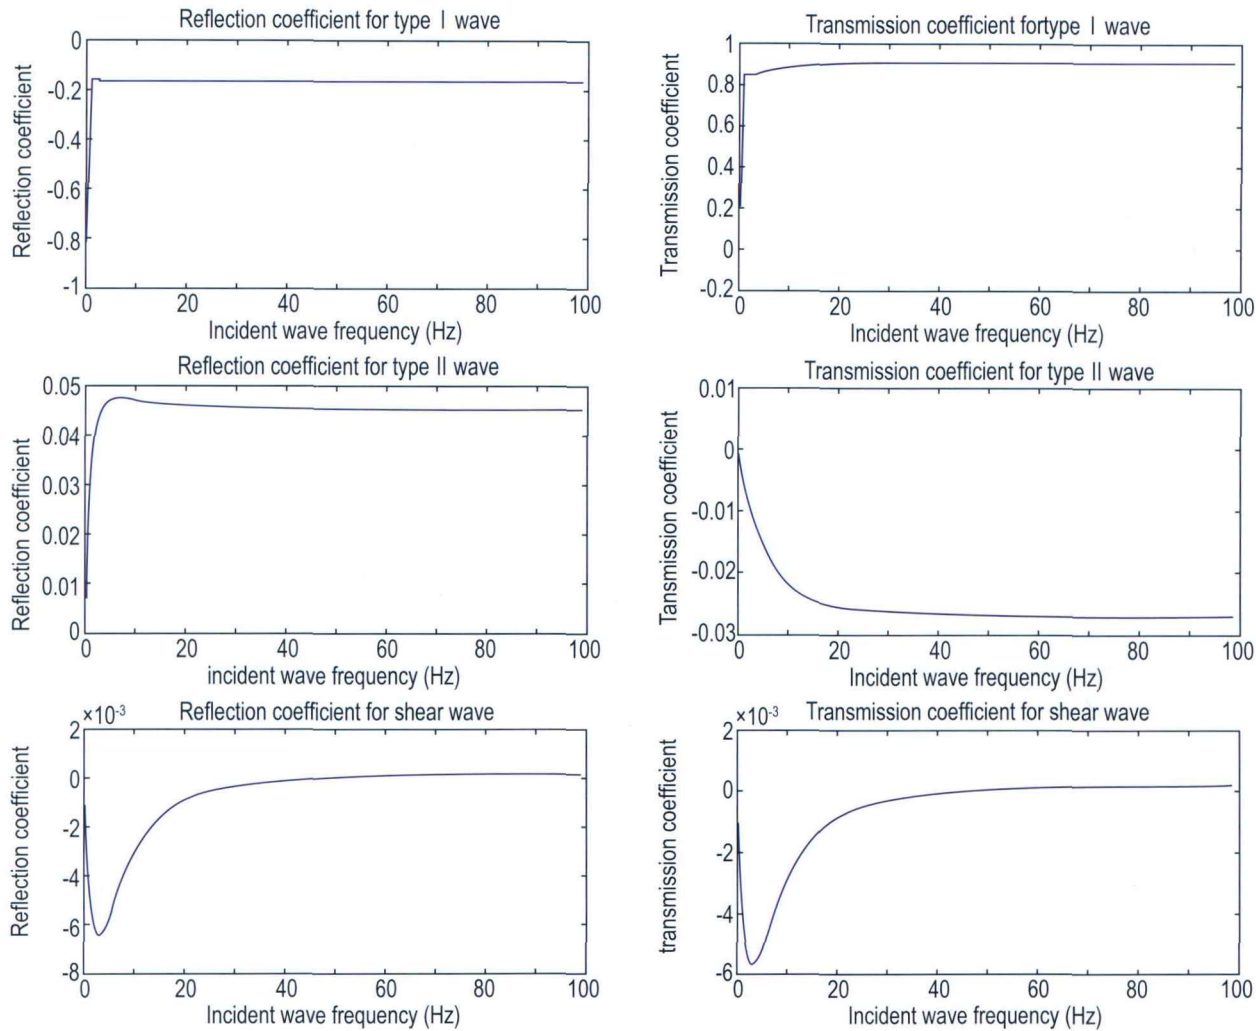 Reflection coefficient for type I wave
Reflection coefficient
0
-0.2
-0.4
-0.6
-0.8
-1
0 20 40 60 80 100
Incident wave frequency (Hz)
Transmission coefficient fortype I wave
Transmission coefficient
1
0.8
0.6
0.4
0.2
0
-0.2
0 20 40 60 80 100
Incident wave frequency (Hz)
Reflection coefficient for type II wave
Reflection coefficient
0.05
0.04
0.03
0.02
0.01
0
0 20 40 60 80 100
incident wave frequency (Hz)
Transmission coefficient for type II wave
Tansmission coefficient
0.01
0
-0.01
-0.02
-0.03
0 20 40 60 80 100
Incident wave frequency (Hz)
×10-3
Reflection coefficient for shear wave
Reflection coefficient
2
0
-2
-4
-6
-8
0 20 40 60 80 100
Incident wave frequency (Hz)
×10-3
Transmission coefficient for shear wave
transmission coefficient
2
0
-2
-4
-6
0 20 40 60 80 100
Incident wave frequency (Hz)